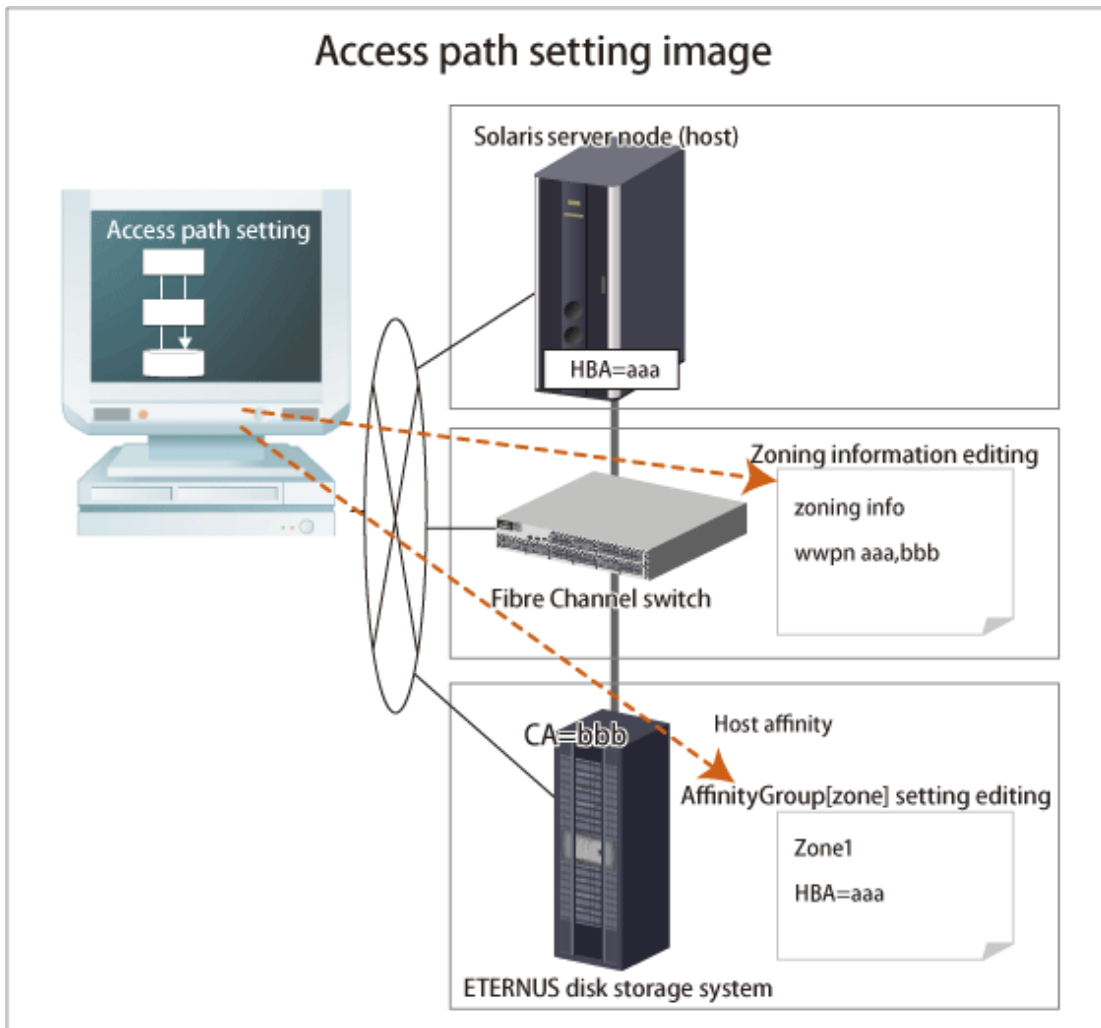 Access path setting image
Solaris server node (host)
Access path setting
HBA=aaa
Zoning information editing
zoning info
wwpn aaa,bbb
Fibre Channel switch
CA=bbb
Host affinity
AffinityGroup[zone] setting editing
Zone1
HBA=aaa
ETERNUS disk storage system